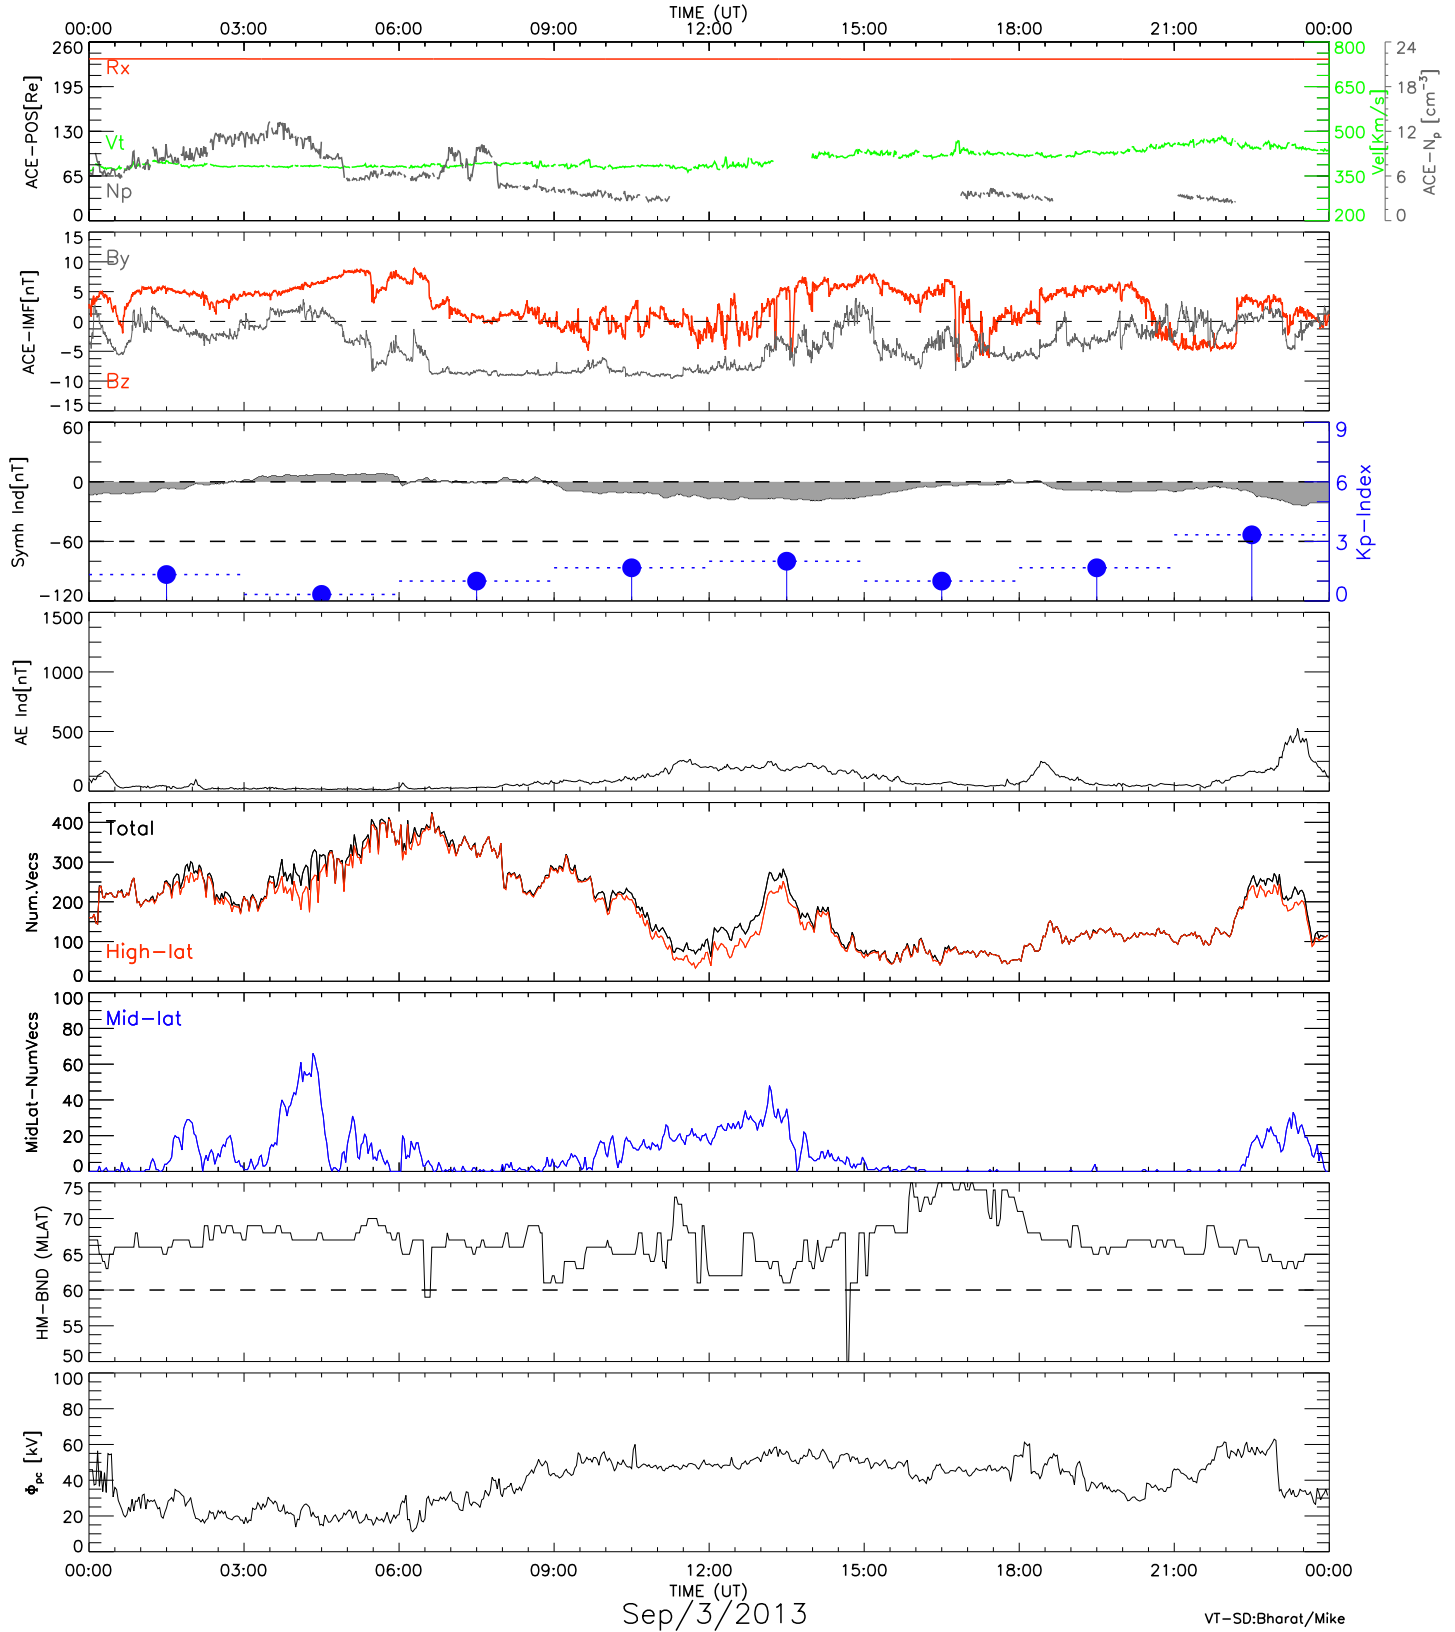 TIME (UT)
00:00 03:00 06:00 09:00 12:00 15:00 18:00 21:00 00:00
ACE-POS[Re]
260
195
130
65
0
Rx
Vt
Np
800
650
500
350
200
Vel[Km/s]
24
18
12
6
0
ACE-Np [cm-3]
ACE-IMF[nT]
15
10
5
0
-5
-10
-15
By
Bz
Symh Ind[nT]
60
0
-60
-120
9
6
3
0
Kp-Index
AE Ind[nT]
1500
1000
500
0
Num.Vecs
400
300
200
100
0
Total
High-lat
MidLat-NumVecs
100
80
60
40
20
0
Mid-lat
HM-BND (MLAT)
75
70
65
60
55
50
Φpc [kV]
100
80
60
40
20
0
00:00 03:00 06:00 09:00 12:00 15:00 18:00 21:00 00:00
TIME (UT)
Sep/3/2013
VT-SD:Bharat/Mike